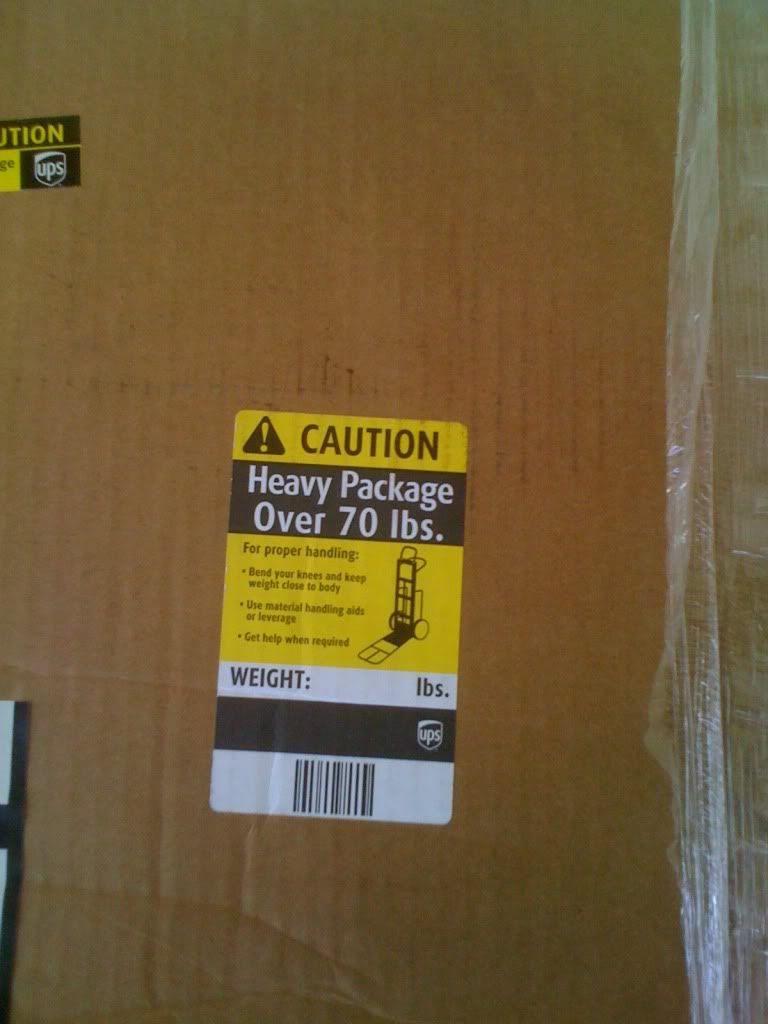 UTION
ge
ups
CAUTION
Heavy Package
Over 70 lbs.
For proper handling:
• Bend your knees and keep
weight close to body
• Use material handling aids
or leverage
• Get help when required
WEIGHT: lbs.
ups